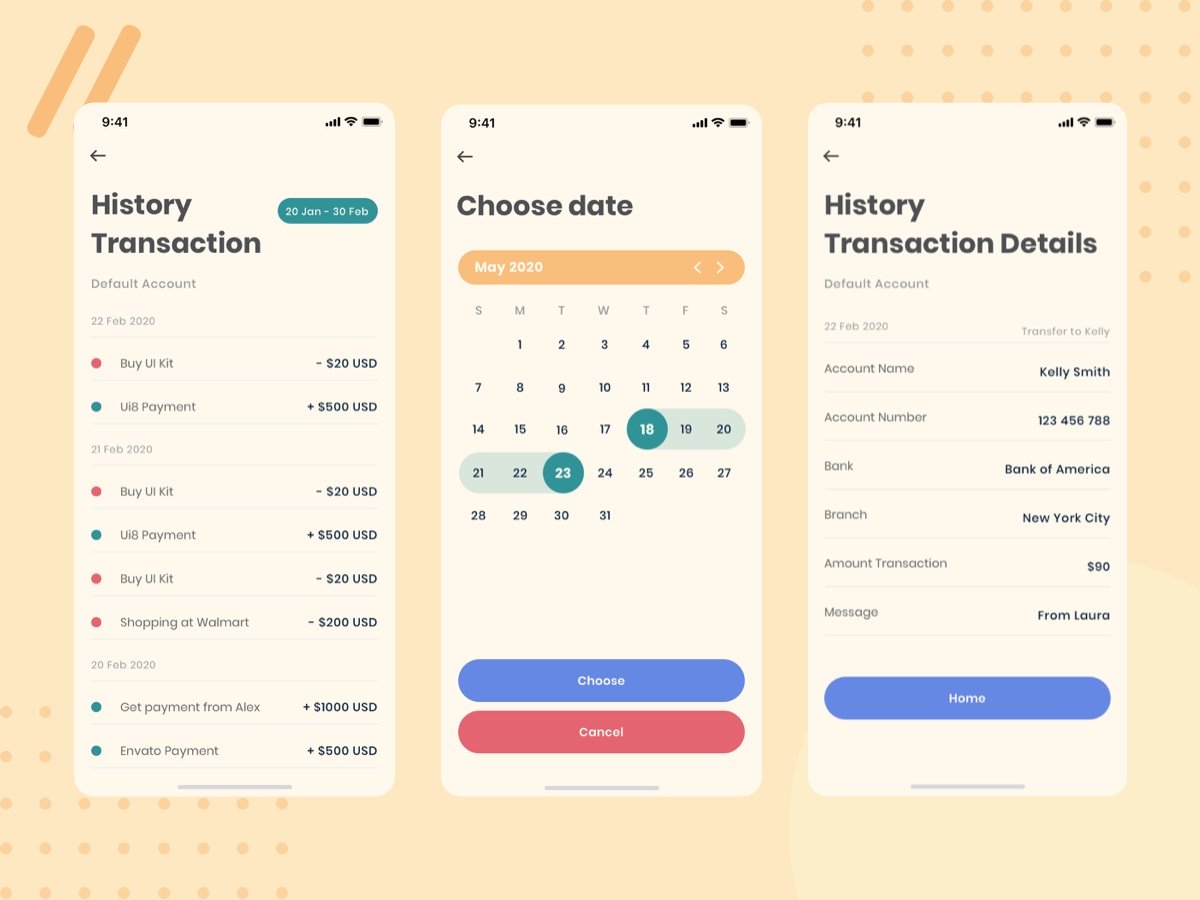 9:41
History
Transaction
20 Jan - 30 Feb
Default Account
22 Feb 2020
Buy UI Kit - $20 USD
Ui8 Payment + $500 USD
21 Feb 2020
Buy UI Kit - $20 USD
Ui8 Payment + $500 USD
Buy UI Kit - $20 USD
Shopping at Walmart - $200 USD
20 Feb 2020
Get payment from Alex + $1000 USD
Envato Payment + $500 USD
9:41
Choose date
May 2020
S M T W T F S
1 2 3 4 5 6
7 8 9 10 11 12 13
14 15 16 17 18 19 20
21 22 23 24 25 26 27
28 29 30 31
Choose
Cancel
9:41
History
Transaction Details
Default Account
22 Feb 2020 Transfer to Kelly
Account Name Kelly Smith
Account Number 123 456 788
Bank Bank of America
Branch New York City
Amount Transaction $90
Message From Laura
Home